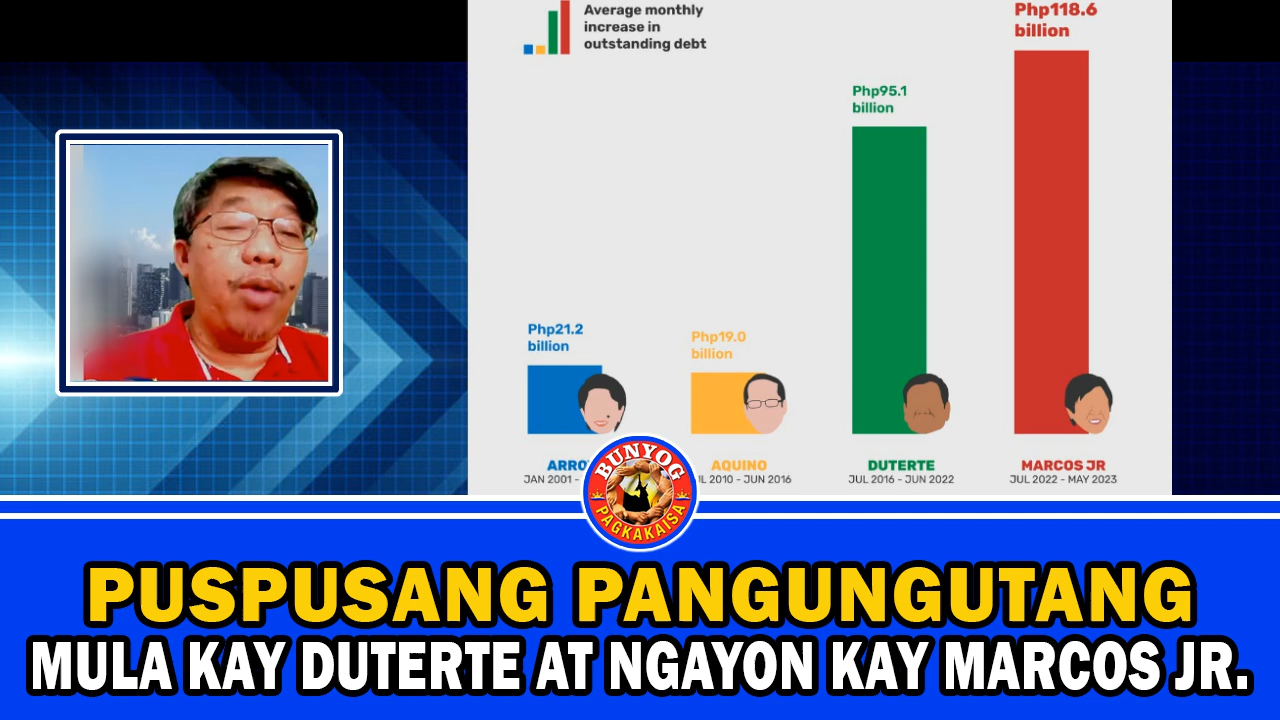 Average monthly
increase in
outstanding debt
Php118.6
billion
Php95.1
billion
Php21.2
billion
Php19.0
billion
AQUINO
DUTERTE
MARCOS JR
JAN 2001 -
2010 - JUN 2016
JUL 2016 - JUN 2022
JUL 2022 - MAY 2023
BUNYOG
PAGKAKAISA
PUSPUSANG PANGUNGUTANG
MULA KAY DUTERTE AT NGAYON KAY MARCOS JR.